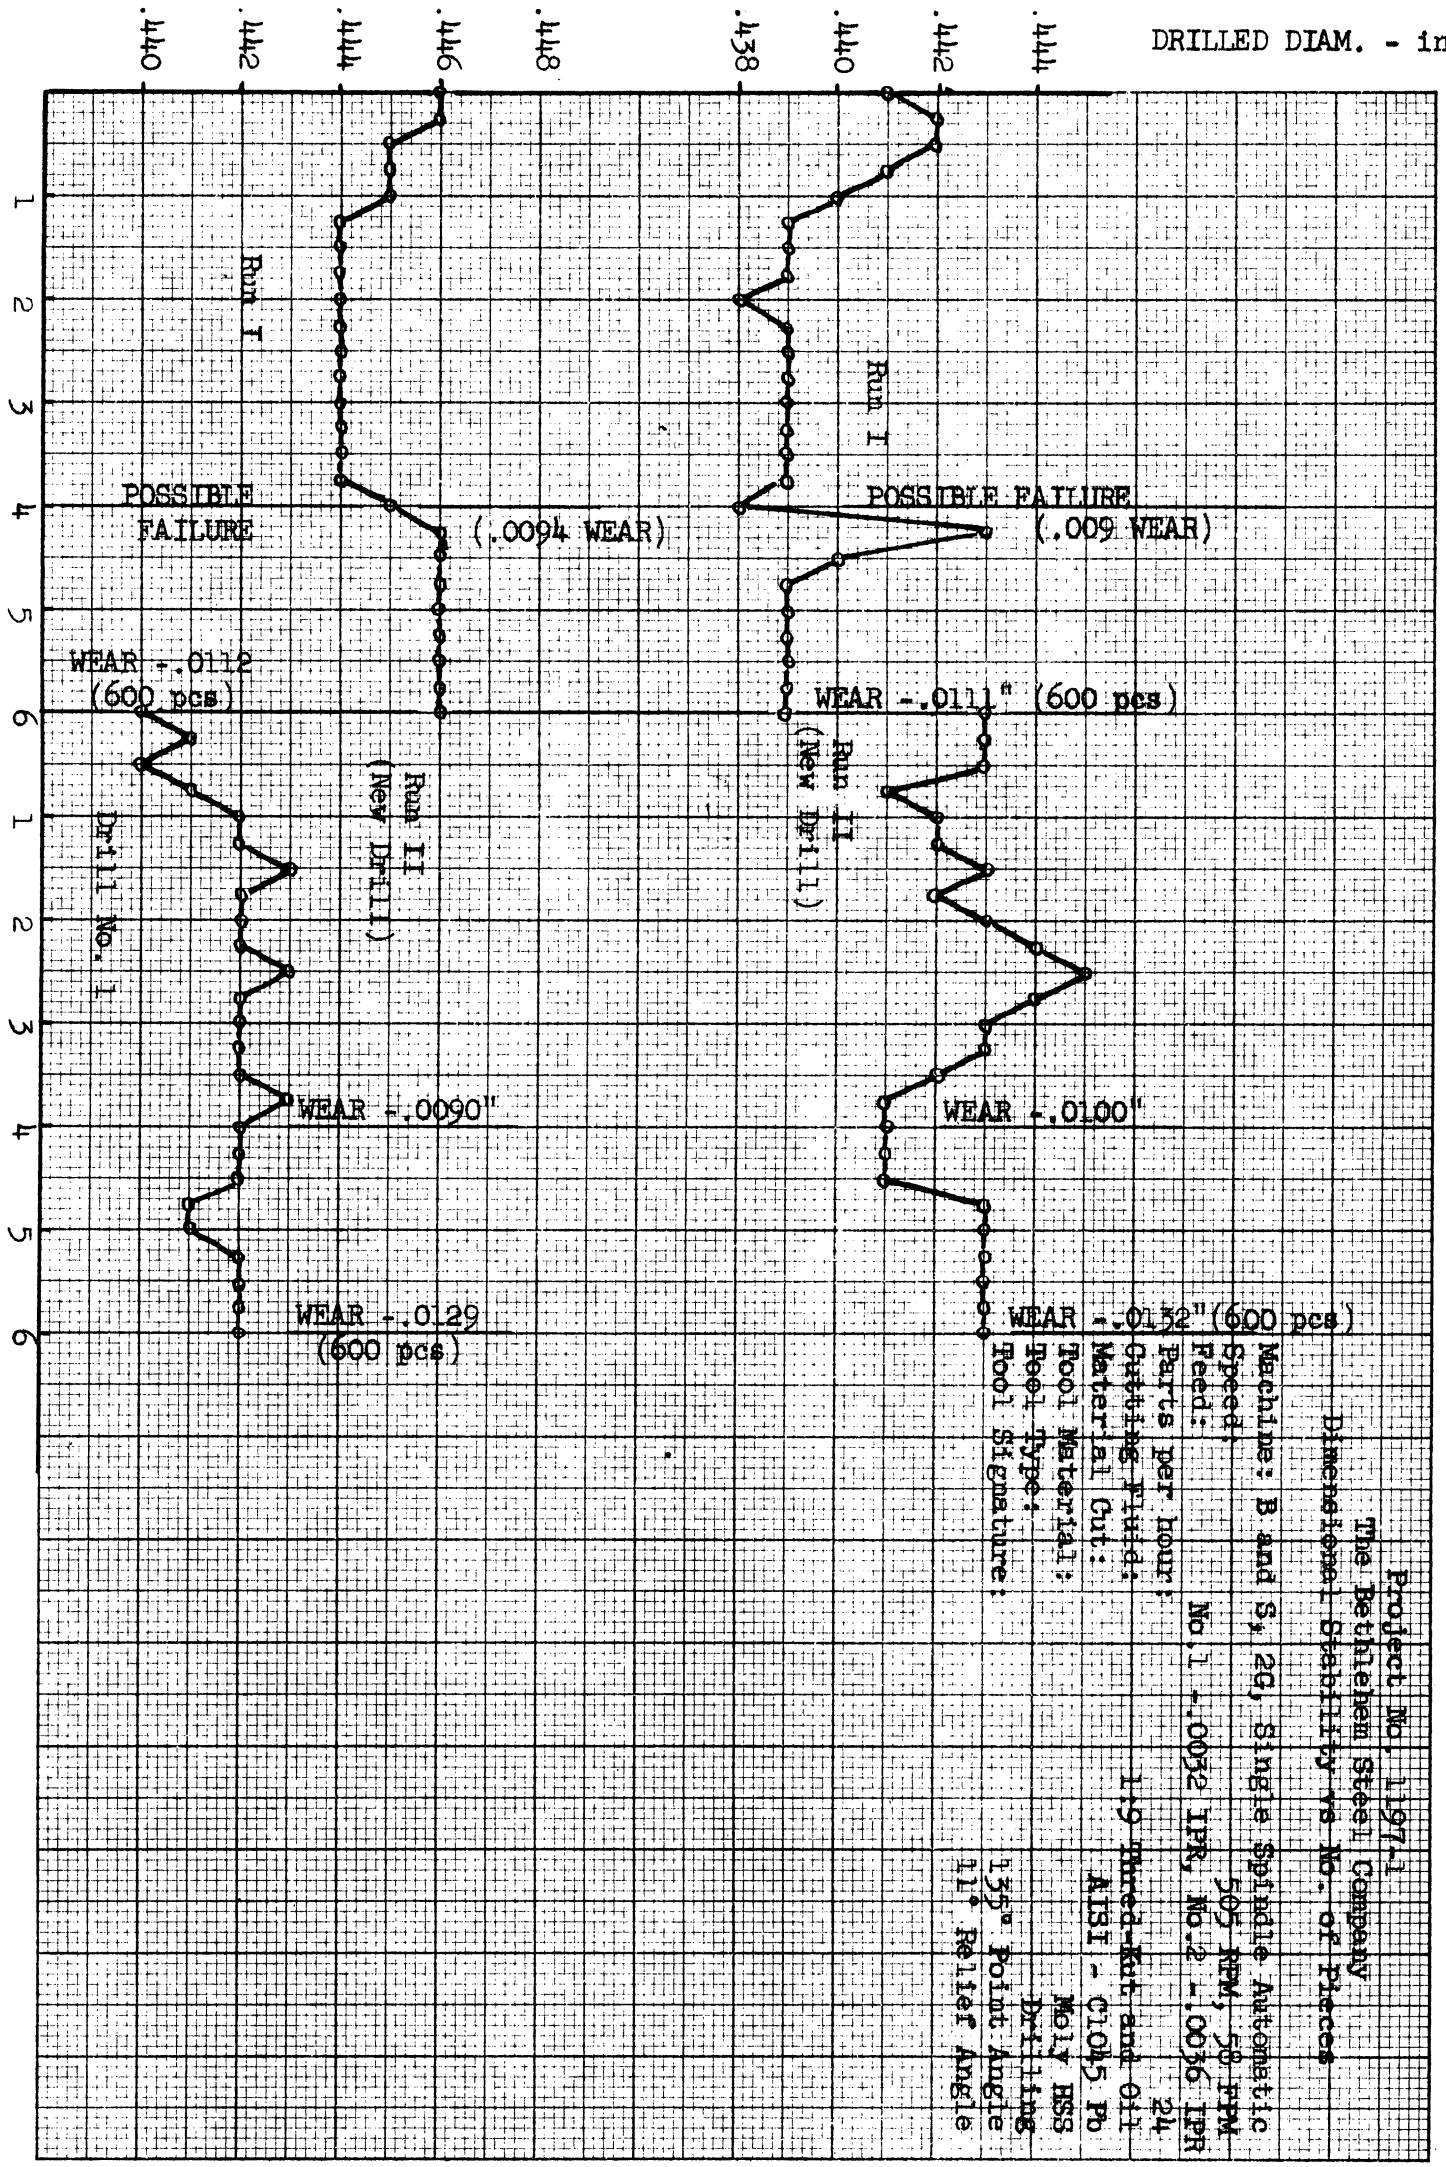 DRILLED DIAM. - in
Project No. 1197-1
The Bethlehem Steel Company
Dimensional Stability vs No. of Pieces
Machine: B and S, 2G, Single Spindle Automatic
Speed: 505 RPM, 58 FPM
Feed: No.1 -.0032 IPR, No.2 -.0036 IPR
Parts per hour: 24
Cutting Fluid: 1:9 Thred-Kut and Oil
Material Cut: AISI - C1045 Pb
Tool Material: Moly HSS
Tool Type: Drilling
Tool Signature: 135° Point Angle
11° Relief Angle
.444
.442
.440
.438
Run I
POSSIBLE FAILURE
(.009 WEAR)
WEAR -.0111" (600 pcs)
Run II
(New Drill)
WEAR -.0100"
WEAR -.0132" (600 pcs)
.448
.446
.444
.442
.440
Run I
POSSIBLE
FAILURE
(.0094 WEAR)
WEAR -.0112
(600 pcs)
Run II
(New Drill)
WEAR -.0090"
WEAR -.0129
(600 pcs)
Drill No. 1
1 2 3 4 5 6 1 2 3 4 5 6